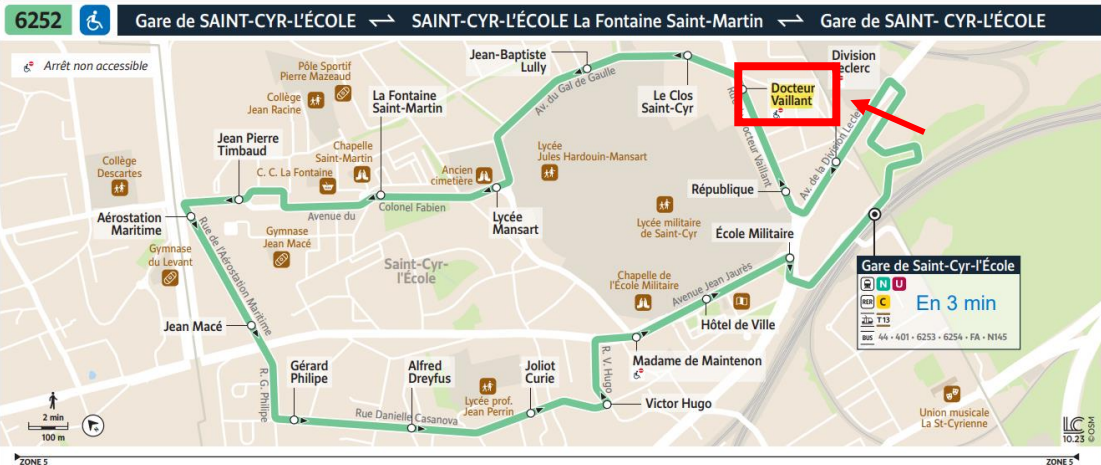 6252
Gare de SAINT-CYR-L'ÉCOLE
SAINT-CYR-L'ÉCOLE La Fontaine Saint-Martin
Gare de SAINT- CYR-L'ÉCOLE
Arrêt non accessible
Pôle Sportif
Pierre Mazeaud
Collège
Jean Racine
La Fontaine
Saint-Martin
Jean-Baptiste
Lully
Av. du Gal de Gaulle
Le Clos
Saint-Cyr
Docteur
Vaillant
Division
Leclerc
Rue du Docteur Vaillant
Av. de la Division Leclerc
Jean Pierre
Timbaud
Chapelle
Saint-Martin
C. C. La Fontaine
Collège
Descartes
Ancien
cimetière
Lycée
Jules Hardouin-Mansart
République
Aérostation
Maritime
Avenue du
Colonel Fabien
Lycée
Mansart
Lycée militaire
de Saint-Cyr
École Militaire
Gymnase
du Levant
Rue de l'Aérostation Maritime
Gymnase
Jean Macé
Saint-Cyr-
l'École
Chapelle de
l'École Militaire
Avenue Jean Jaurès
Gare de Saint-Cyr-l'École
N U
RER C
T13
En 3 min
BUS 44 • 401 • 6253 • 6254 • FA • N145
Jean Macé
Hôtel de Ville
Madame de Maintenon
R. G. Philipe
Gérard
Philipe
Alfred
Dreyfus
Lycée prof.
Jean Perrin
Joliot
Curie
R. V. Hugo
Victor Hugo
Rue Danielle Casanova
Union musicale
La St-Cyrienne
2 min
100 m
LC
10.23
©OSM
ZONE 5
ZONE 5